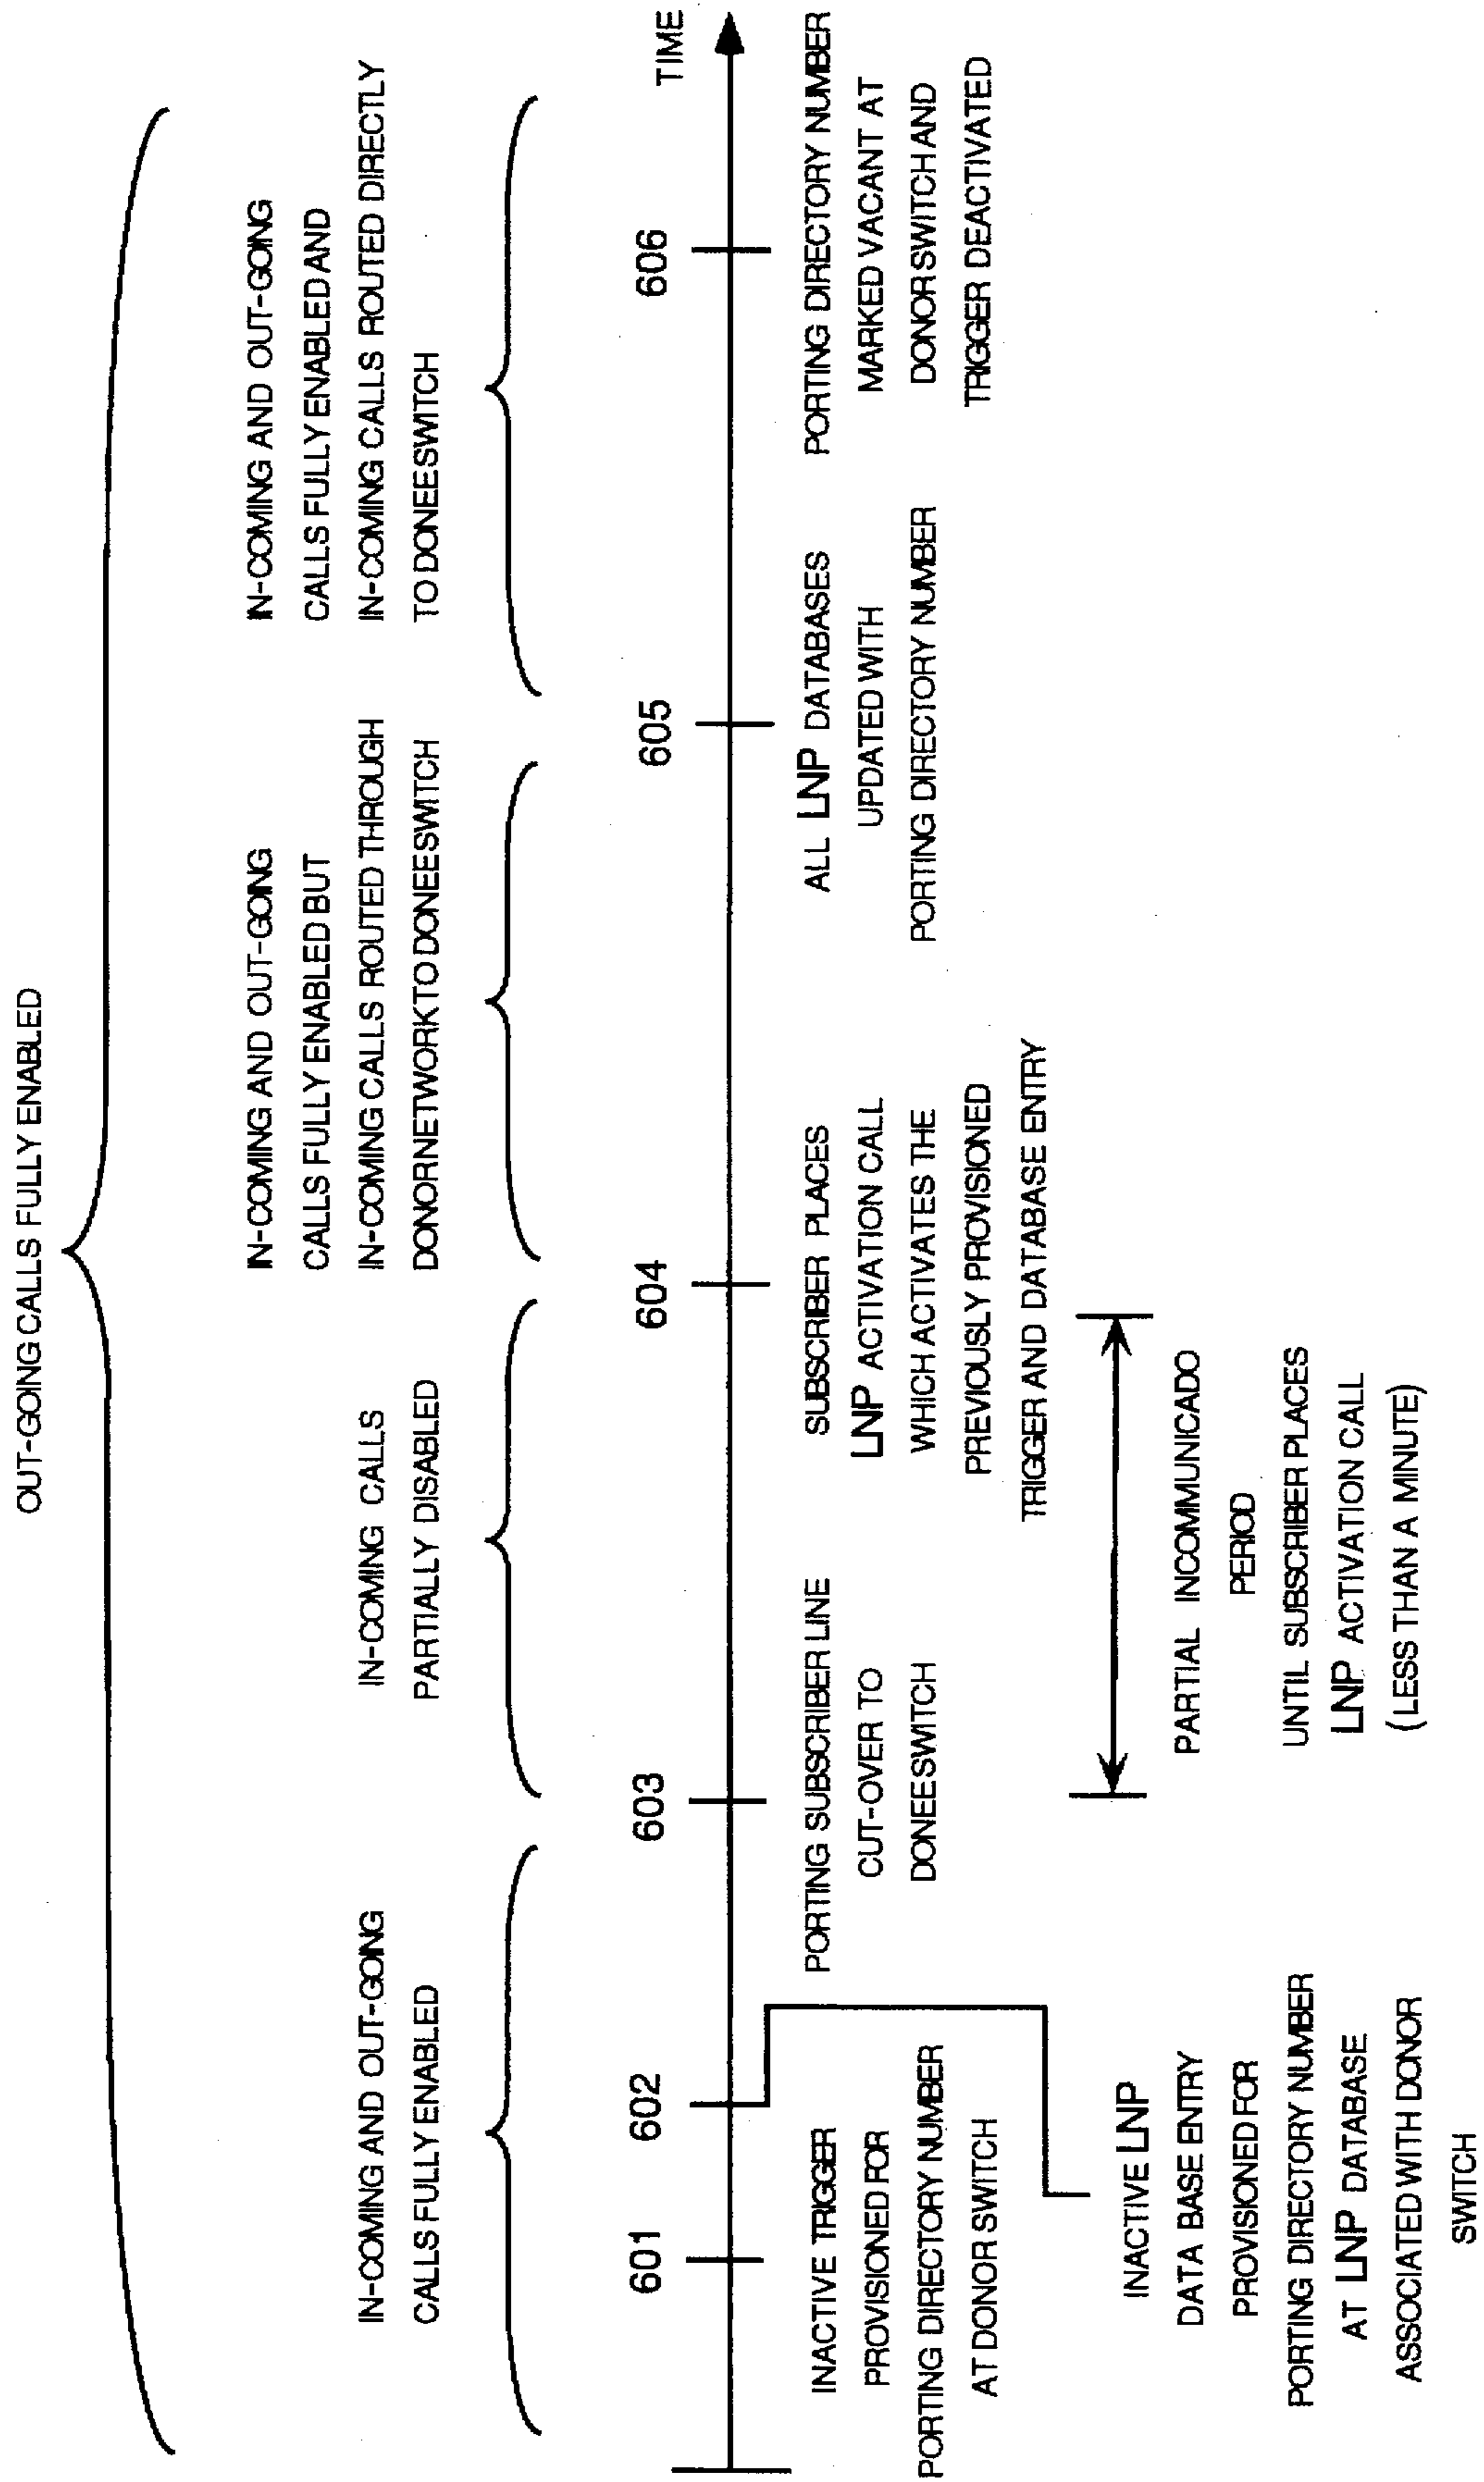 OUT-GOING CALLS FULLY ENABLED
IN-COMING AND OUT-GOING
CALLS FULLY ENABLED
IN-COMING CALLS
PARTIALLY DISABLED
IN-COMING AND OUT-GOING
CALLS FULLY ENABLED BUT
IN-COMING CALLS ROUTED THROUGH
DONOR NETWORK TO DONEE SWITCH
IN-COMING AND OUT-GOING
CALLS FULLY ENABLED AND
IN-COMING CALLS ROUTED DIRECTLY
TO DONEE SWITCH
601
602
603
604
605
606
TIME
INACTIVE TRIGGER
PROVISIONED FOR
PORTING DIRECTORY NUMBER
AT DONOR SWITCH
INACTIVE LNP
DATA BASE ENTRY
PROVISIONED FOR
PORTING DIRECTORY NUMBER
AT LNP DATABASE
ASSOCIATED WITH DONOR
SWITCH
PORTING SUBSCRIBER LINE
CUT-OVER TO
DONEE SWITCH
SUBSCRIBER PLACES
LNP ACTIVATION CALL
WHICH ACTIVATES THE
PREVIOUSLY PROVISIONED
TRIGGER AND DATABASE ENTRY
PARTIAL INCOMMUNICADO
PERIOD
UNTIL SUBSCRIBER PLACES
LNP ACTIVATION CALL
(LESS THAN A MINUTE)
ALL LNP DATABASES
UPDATED WITH
PORTING DIRECTORY NUMBER
PORTING DIRECTORY NUMBER
MARKED VACANT AT
DONOR SWITCH AND
TRIGGER DEACTIVATED